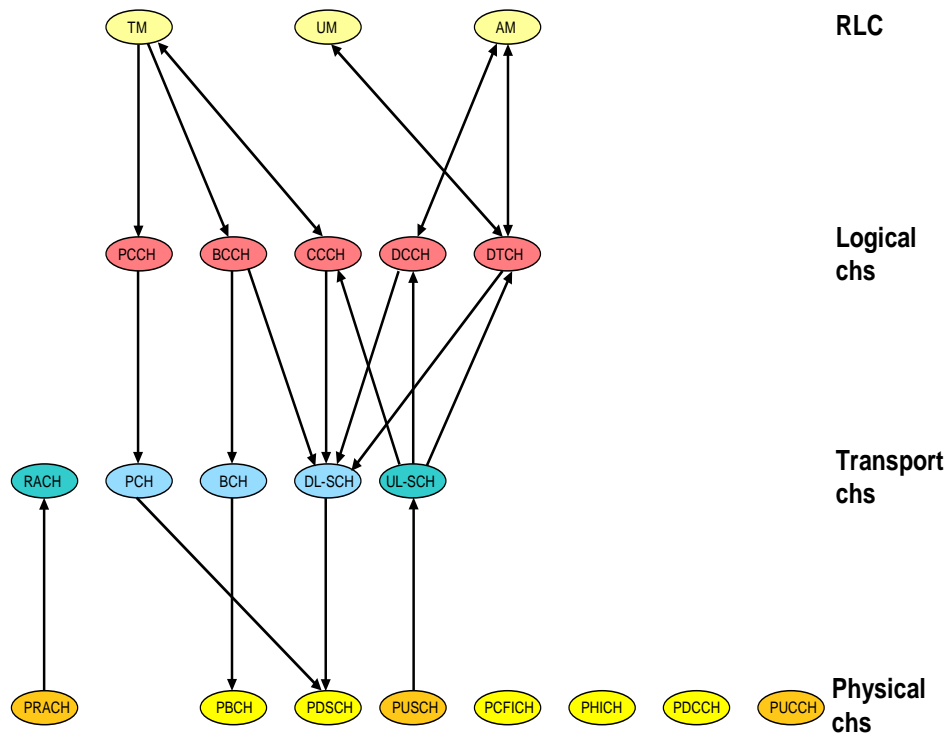 TM
UM
AM
RLC
PCCH
BCCH
CCCH
DCCH
DTCH
Logical
chs
RACH
PCH
BCH
DL-SCH
UL-SCH
Transport
chs
PRACH
PBCH
PDSCH
PUSCH
PCFICH
PHICH
PDCCH
PUCCH
Physical
chs